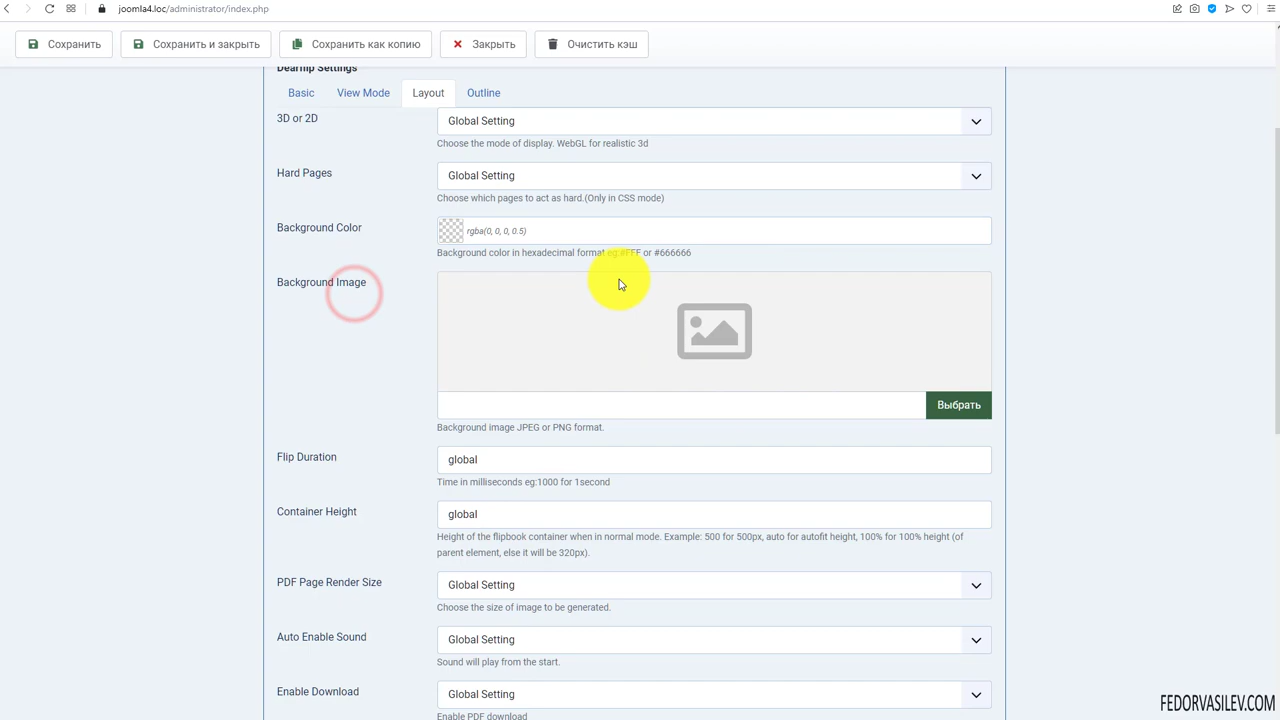 joomla4.loc/administrator/index.php
Сохранить
Сохранить и закрыть
Сохранить как копию
Закрыть
Очистить кэш
Dearflip Settings
Basic
View Mode
Layout
Outline
3D or 2D
Global Setting
Choose the mode of display. WebGL for realistic 3d
Hard Pages
Global Setting
Choose which pages to act as hard.(Only in CSS mode)
Background Color
rgba(0, 0, 0, 0.5)
Background color in hexadecimal format eg:#FFF or #666666
Background Image
Выбрать
Background image JPEG or PNG format.
Flip Duration
global
Time in milliseconds eg:1000 for 1second
Container Height
global
Height of the flipbook container when in normal mode. Example: 500 for 500px, auto for autofit height, 100% for 100% height (of
parent element, else it will be 320px).
PDF Page Render Size
Global Setting
Choose the size of image to be generated.
Auto Enable Sound
Global Setting
Sound will play from the start.
Enable Download
Global Setting
Enable PDF download
FEDORVASILEV.COM